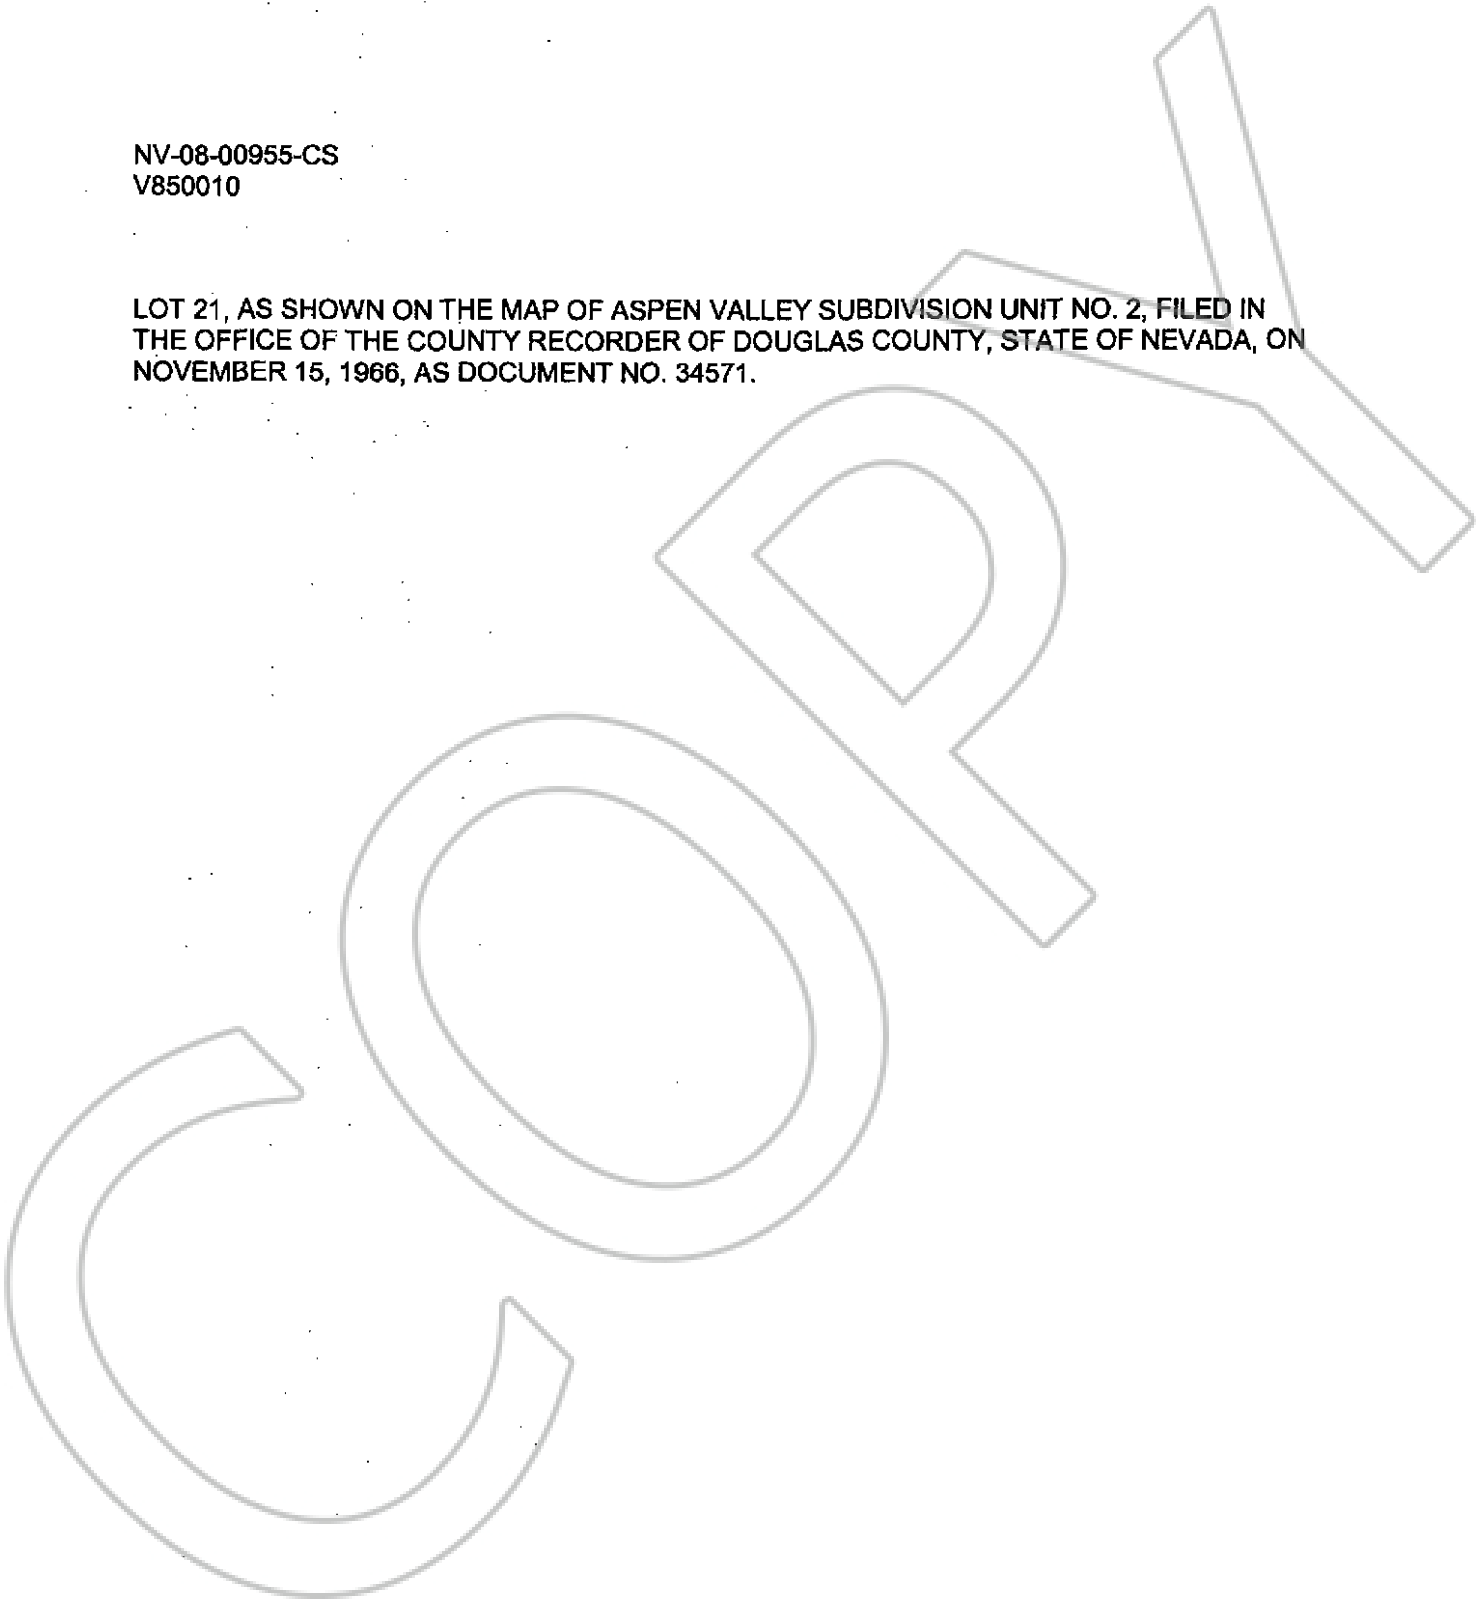 NV-08-00955-CS
V850010
LOT 21, AS SHOWN ON THE MAP OF ASPEN VALLEY SUBDIVISION UNIT NO. 2, FILED IN
THE OFFICE OF THE COUNTY RECORDER OF DOUGLAS COUNTY, STATE OF NEVADA, ON
NOVEMBER 15, 1966, AS DOCUMENT NO. 34571.
COPY